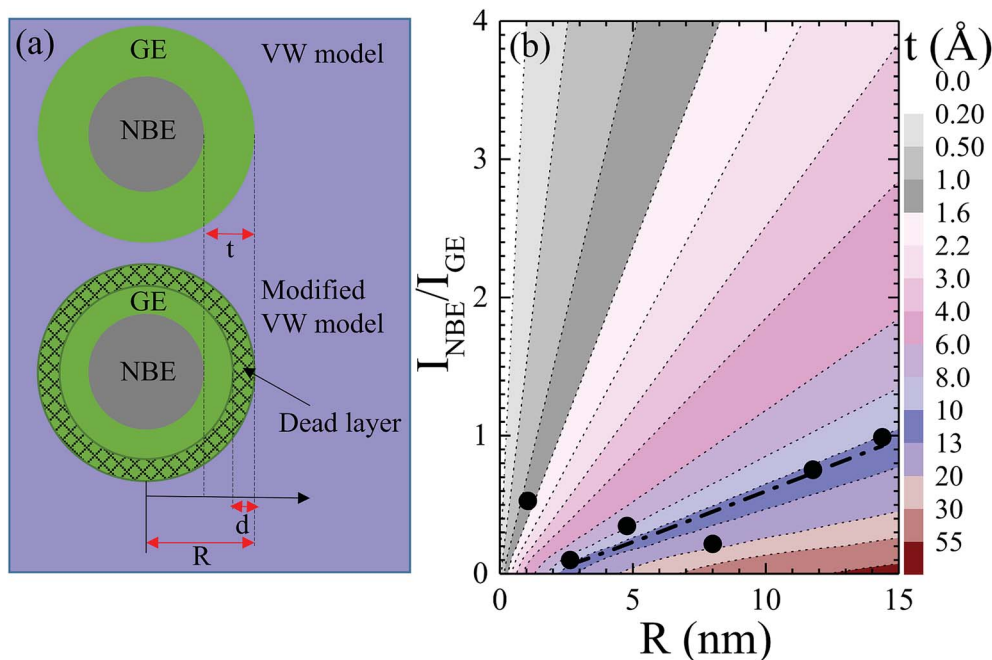 (a)
GE
VW model
NBE
t
GE
Modified
VW model
NBE
Dead layer
d
R
(b)
I_NBE/I_GE
4
3
2
1
0
0 5 10 15
R (nm)
t (Å)
0.0
0.20
0.50
1.0
1.6
2.2
3.0
4.0
6.0
8.0
10
13
20
30
55